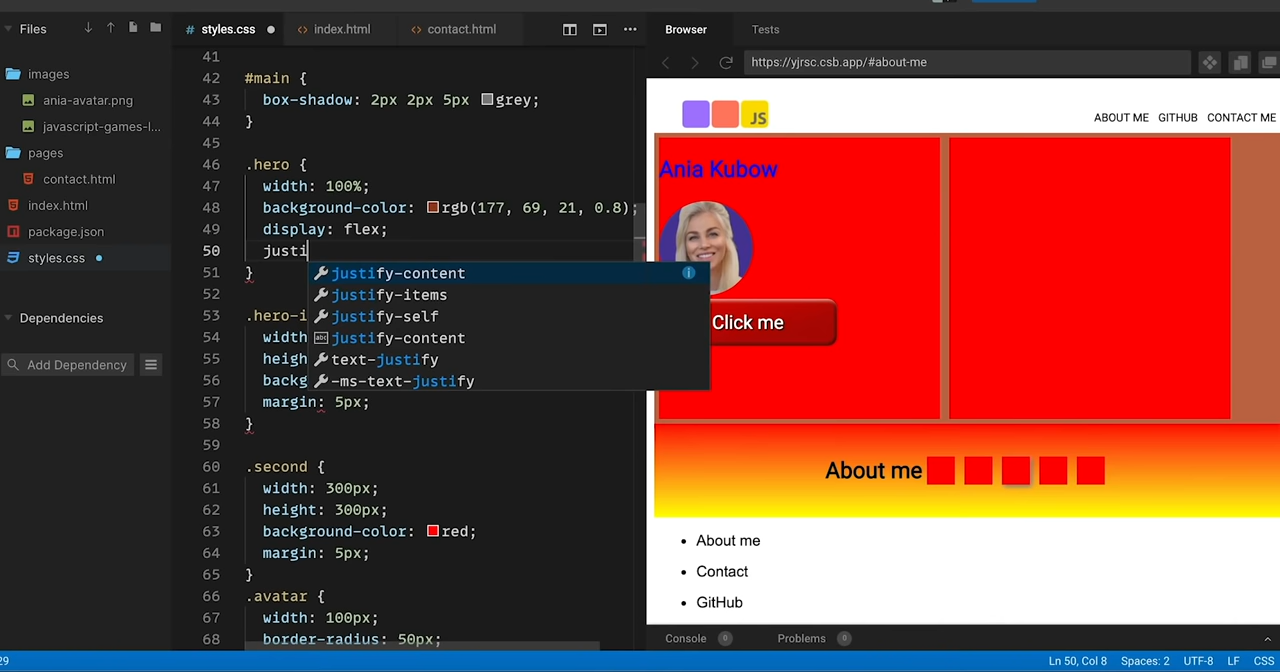 Files
images
ania-avatar.png
javascript-games-l...
pages
contact.html
index.html
package.json
styles.css
Dependencies
Add Dependency
# styles.css
<> index.html
<> contact.html
•••
41
42 #main {
43 box-shadow: 2px 2px 5px grey;
44 }
45
46 .hero {
47 width: 100%;
48 background-color: rgb(177, 69, 21, 0.8);
49 display: flex;
50 justi
51 }
52
53 .hero-i
54 width
55 heigh
56 backg
57 margin: 5px;
58 }
59
60 .second {
61 width: 300px;
62 height: 300px;
63 background-color: red;
64 margin: 5px;
65 }
66 .avatar {
67 width: 100px;
68 border-radius: 50px;
justify-content
justify-items
justify-self
abc justify-content
text-justify
-ms-text-justify
Browser
Tests
https://yjrsc.csb.app/#about-me
JS
ABOUT ME GITHUB CONTACT ME
Ania Kubow
Click me
About me
• About me
• Contact
• GitHub
Console 0
Problems 0
29
Ln 50, Col 8 Spaces: 2 UTF-8 LF CSS